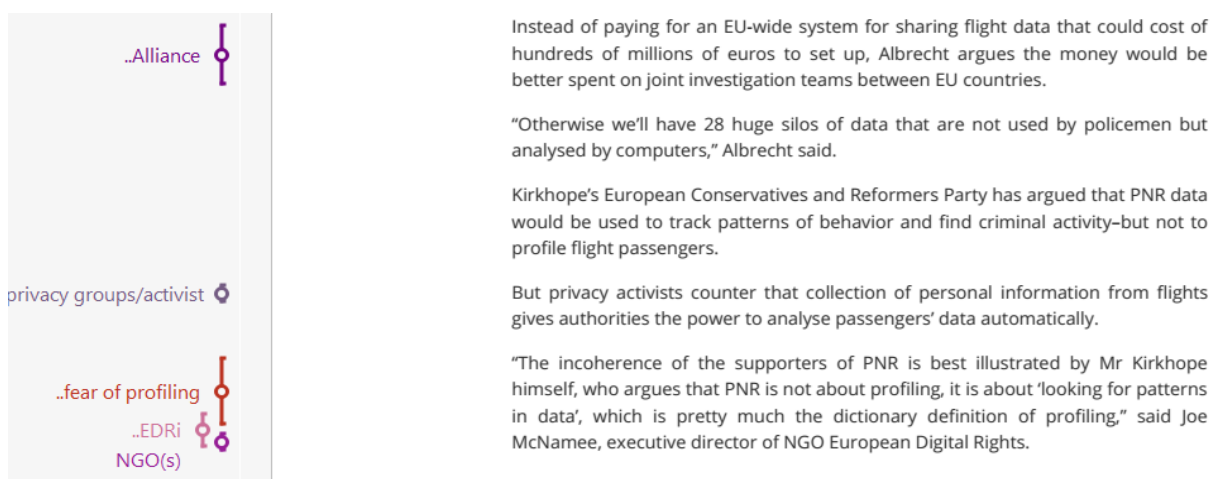 ..Alliance
privacy groups/activist
..fear of profiling
..EDRi
NGO(s)
Instead of paying for an EU-wide system for sharing flight data that could cost of
hundreds of millions of euros to set up, Albrecht argues the money would be
better spent on joint investigation teams between EU countries.
“Otherwise we’ll have 28 huge silos of data that are not used by policemen but
analysed by computers,” Albrecht said.
Kirkhope’s European Conservatives and Reformers Party has argued that PNR data
would be used to track patterns of behavior and find criminal activity–but not to
profile flight passengers.
But privacy activists counter that collection of personal information from flights
gives authorities the power to analyse passengers’ data automatically.
“The incoherence of the supporters of PNR is best illustrated by Mr Kirkhope
himself, who argues that PNR is not about profiling, it is about ‘looking for patterns
in data’, which is pretty much the dictionary definition of profiling,” said Joe
McNamee, executive director of NGO European Digital Rights.